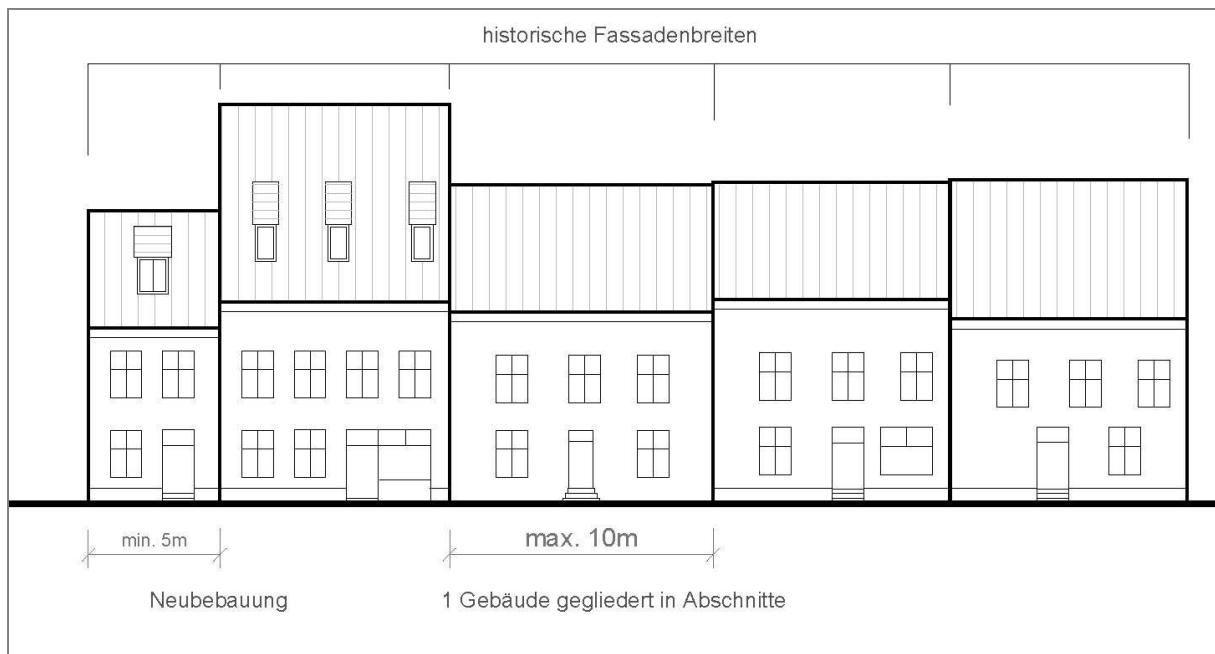 historische Fassadenbreiten
min. 5m
max. 10m
Neubebauung
1 Gebäude gegliedert in Abschnitte